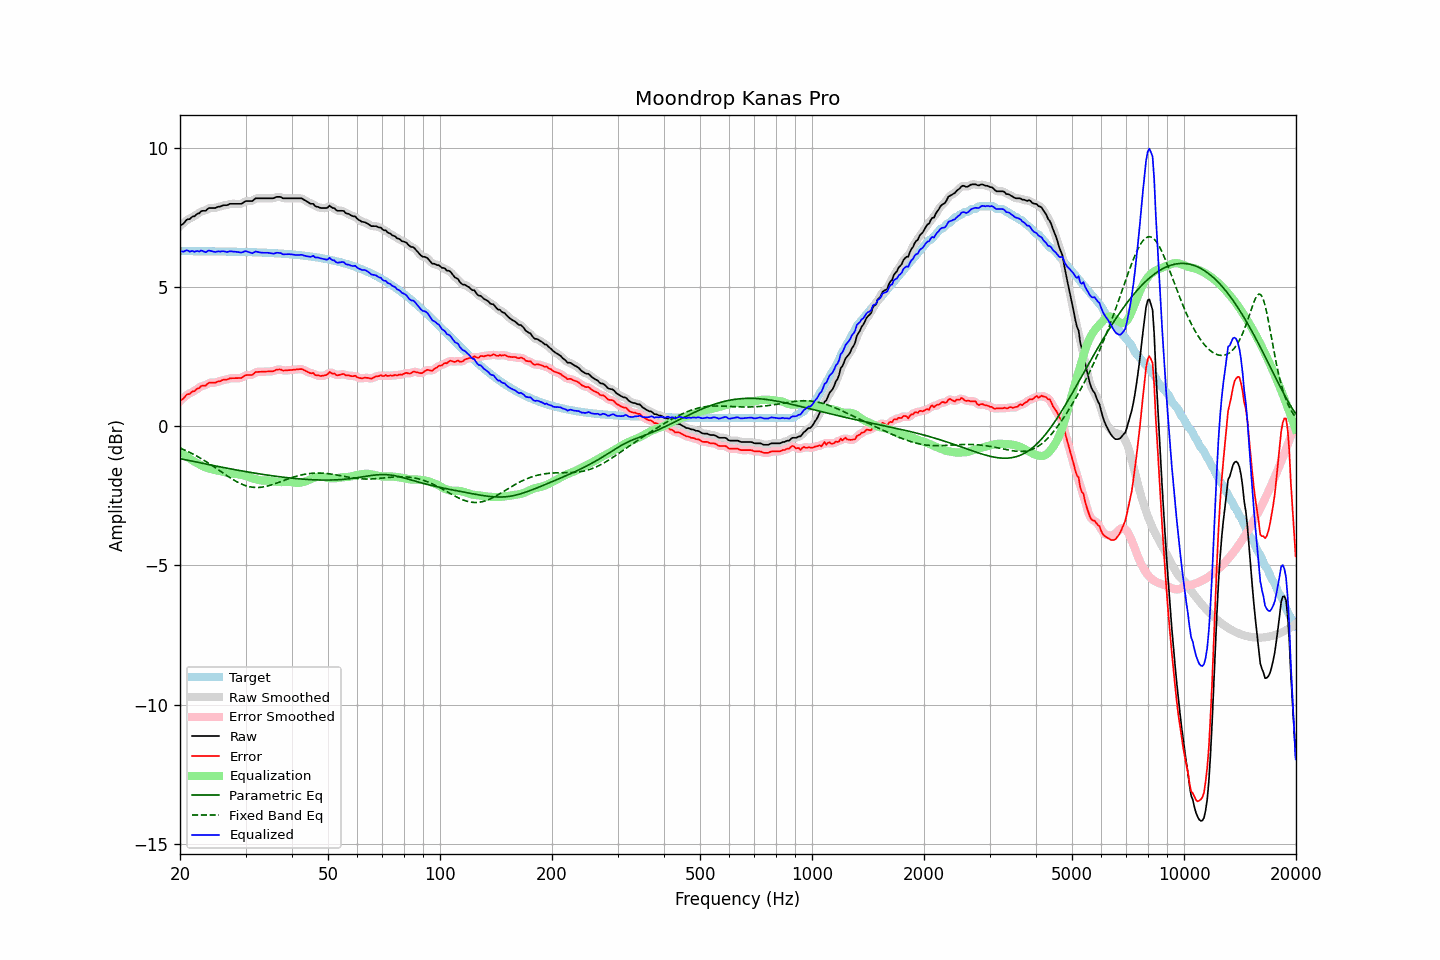 Moondrop Kanas Pro
10
5
0
−5
−10
−15
Amplitude (dBr)
Target
Raw Smoothed
Error Smoothed
Raw
Error
Equalization
Parametric Eq
Fixed Band Eq
Equalized
20 50 100 200 500 1000 2000 5000 10000 20000
Frequency (Hz)